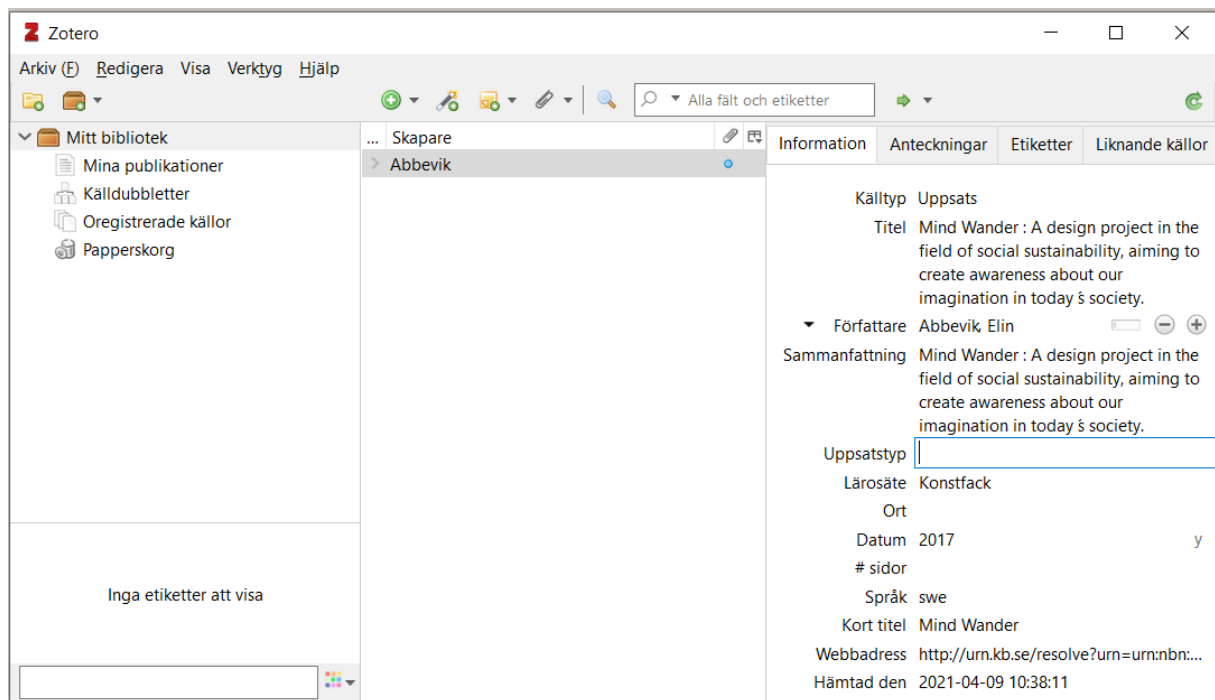 Zotero
Arkiv (F) Redigera Visa Verktyg Hjälp
Alla fält och etiketter
Mitt bibliotek
Mina publikationer
Källdubbletter
Oregistrerade källor
Papperskorg
Inga etiketter att visa
... Skapare
Abbevik
Information Anteckningar Etiketter Liknande källor
Källtyp Uppsats
Titel Mind Wander : A design project in the
field of social sustainability, aiming to
create awareness about our
imagination in today ́s society.
Författare Abbevik, Elin
Sammanfattning Mind Wander : A design project in the
field of social sustainability, aiming to
create awareness about our
imagination in today ́s society.
Uppsatstyp
Lärosäte Konstfack
Ort
Datum 2017 y
# sidor
Språk swe
Kort titel Mind Wander
Webbadress http://urn.kb.se/resolve?urn=urn:nbn:...
Hämtad den 2021-04-09 10:38:11